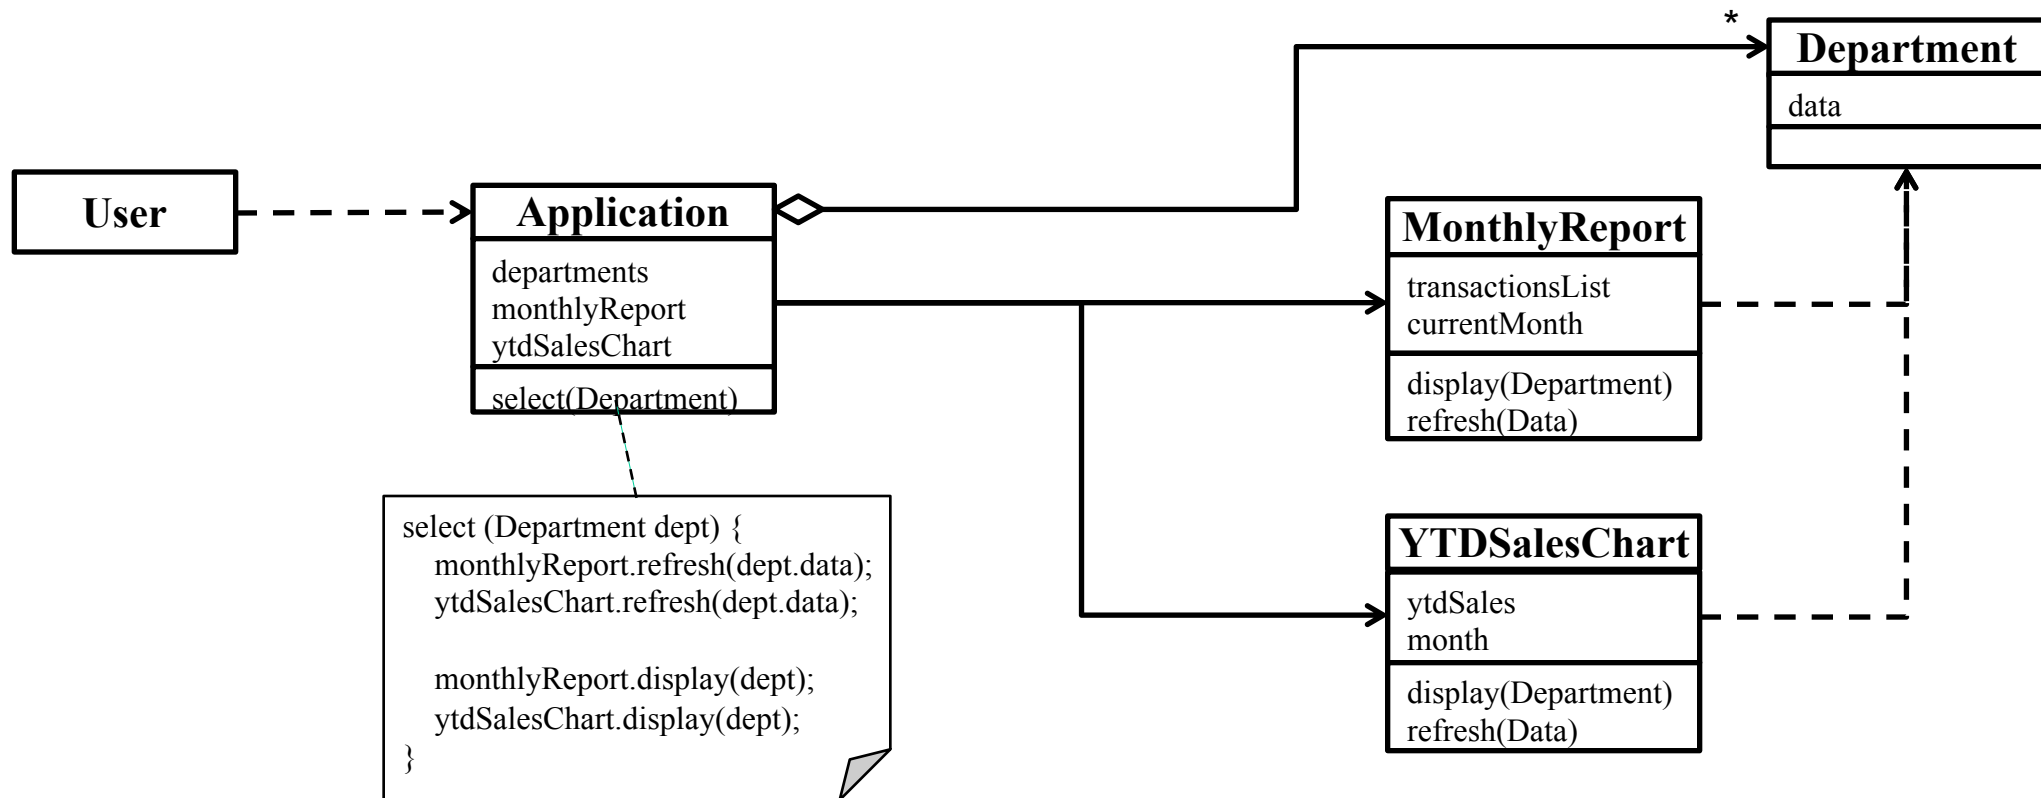 *
Department
data
User
Application
departments
monthlyReport
ytdSalesChart
select(Department)
MonthlyReport
transactionsList
currentMonth
display(Department)
refresh(Data)
select (Department dept) {
monthlyReport.refresh(dept.data);
ytdSalesChart.refresh(dept.data);
monthlyReport.display(dept);
ytdSalesChart.display(dept);
}
YTDSalesChart
ytdSales
month
display(Department)
refresh(Data)